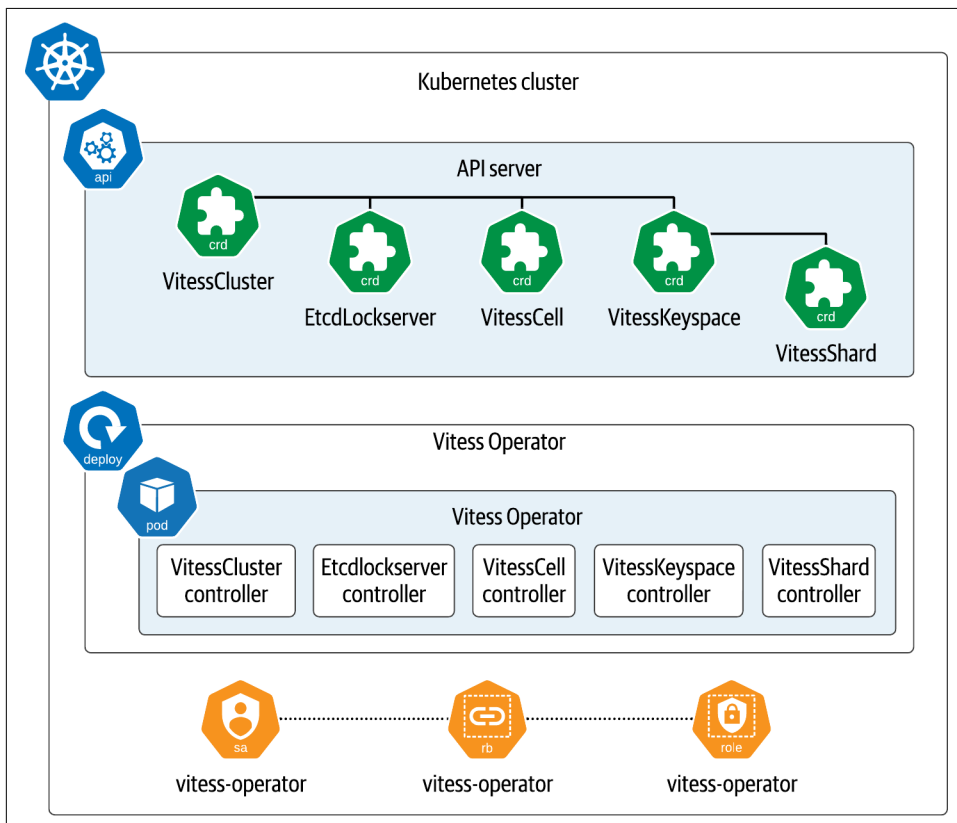 Kubernetes cluster
api
API server
crd
VitessCluster
crd
EtcdLockserver
crd
VitessCell
crd
VitessKeyspace
crd
VitessShard
deploy
Vitess Operator
pod
Vitess Operator
VitessCluster
controller
Etcdlockserver
controller
VitessCell
controller
VitessKeyspace
controller
VitessShard
controller
sa
vitess-operator
rb
vitess-operator
role
vitess-operator